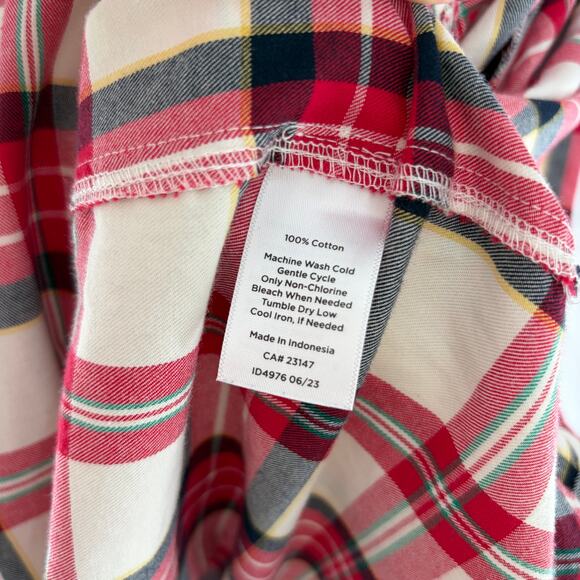 100% Cotton
Machine Wash Cold
Gentle Cycle
Only Non-Chlorine
Bleach When Needed
Tumble Dry Low
Cool Iron, if Needed
Made in Indonesia
CA# 23147
ID4976 06/23